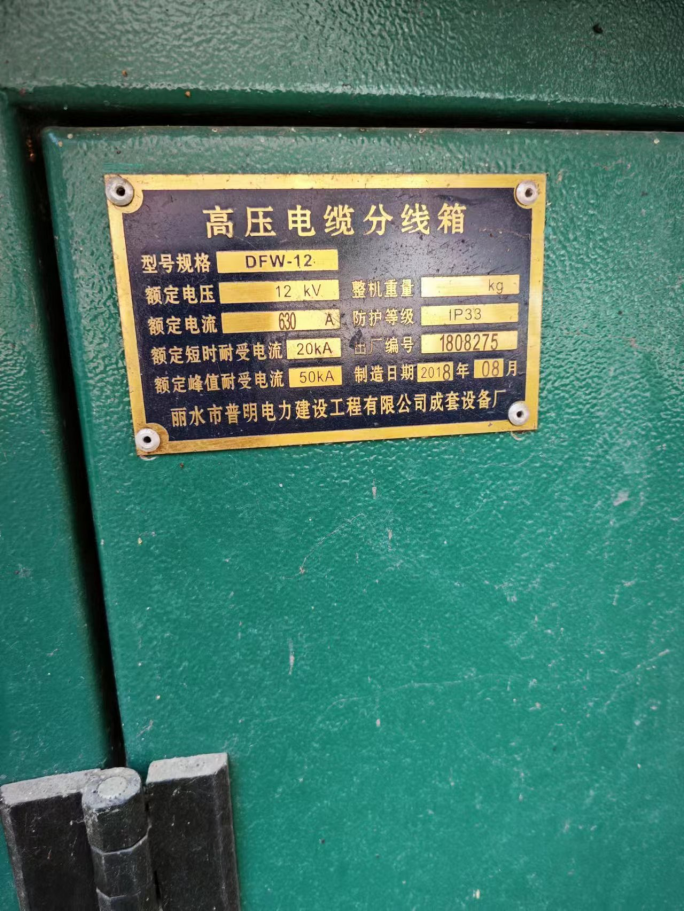 高压电缆分线箱
型号规格 DFW-12
额定电压 12 kV 整机重量 kg
额定电流 630 A 防护等级 IP33
额定短时耐受电流 20kA 出厂编号 1808275
额定峰值耐受电流 50kA 制造日期 2018 年 08 月
丽水市普明电力建设工程有限公司成套设备厂